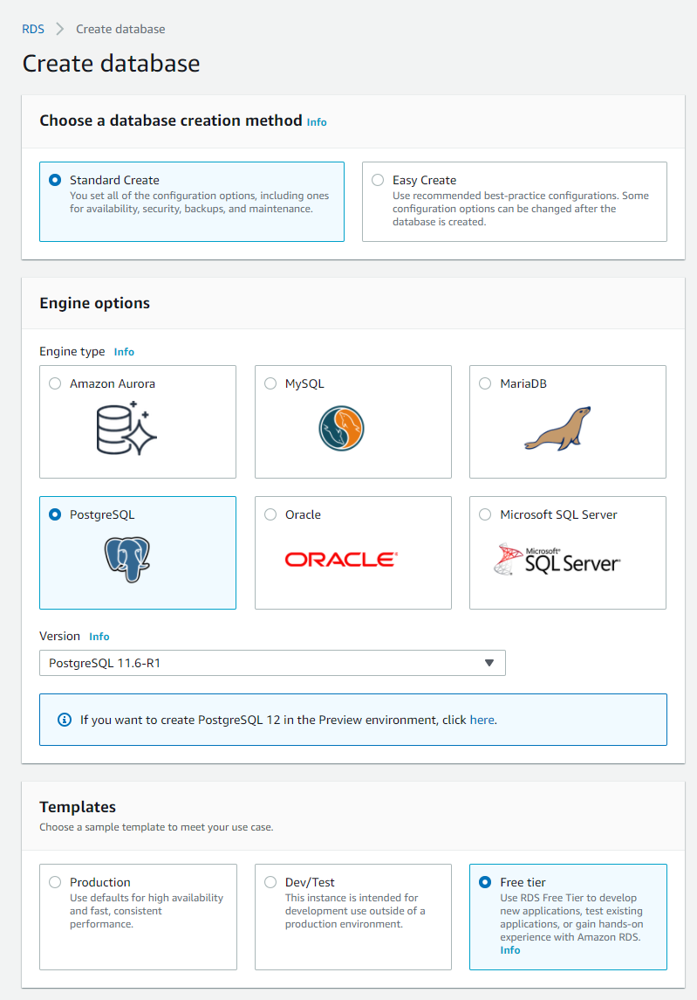 RDS > Create database
Create database
Choose a database creation method Info
Standard Create
You set all of the configuration options, including ones
for availability, security, backups, and maintenance.
Easy Create
Use recommended best-practice configurations. Some
configuration options can be changed after the
database is created.
Engine options
Engine type Info
Amazon Aurora
MySQL
MariaDB
PostgreSQL
Oracle
ORACLE®
Microsoft SQL Server
Microsoft®
SQL Server®
Version Info
PostgreSQL 11.6-R1
If you want to create PostgreSQL 12 in the Preview environment, click here.
Templates
Choose a sample template to meet your use case.
Production
Use defaults for high availability
and fast, consistent
performance.
Dev/Test
This instance is intended for
development use outside of a
production environment.
Free tier
Use RDS Free Tier to develop
new applications, test existing
applications, or gain hands-on
experience with Amazon RDS.
Info